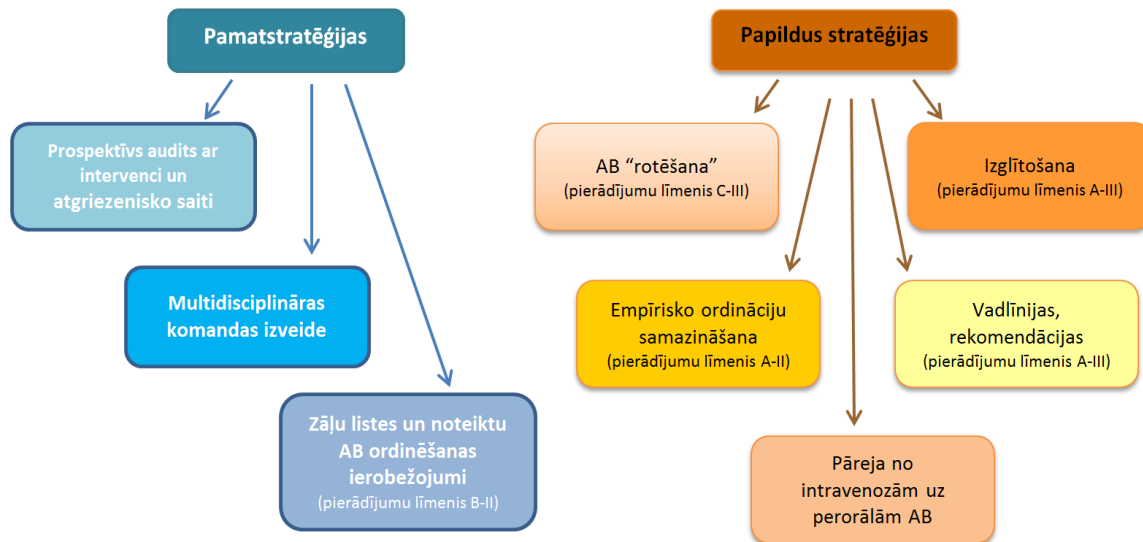 Pamatstratēģijas
Prospektīvs audits ar
intervenci un
atgriezenisko saiti
Multidisciplināras
komandas izveide
Zāļu listes un noteiktu
AB ordinēšanas
ierobežojumi
(pierādījumu līmenis B-II)
Papildus stratēģijas
AB “rotēšana”
(pierādījumu līmenis C-III)
Izglītošana
(pierādījumu līmenis A-III)
Empīrisko ordināciju
samazināšana
(pierādījumu līmenis A-II)
Vadlīnijas,
rekomendācijas
(pierādījumu līmenis A-III)
Pāreja no
intravenozām uz
perorālām AB